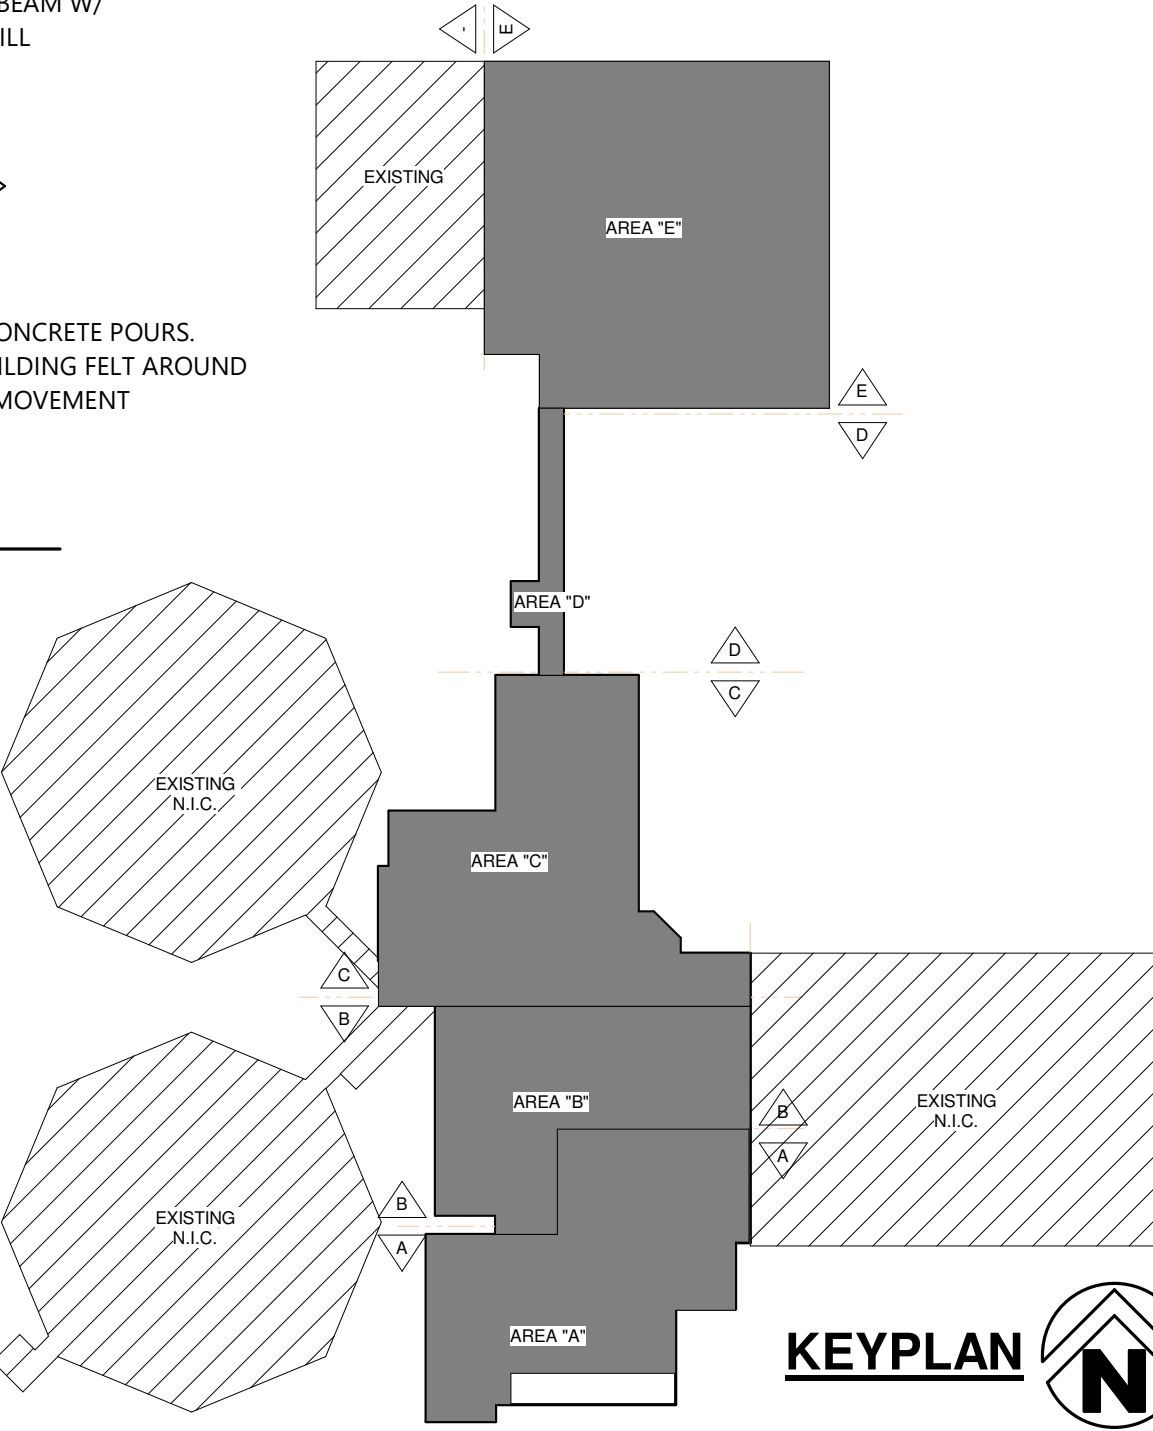 BEAM W/
ILL
-
E
EXISTING
AREA "E"
ONCRETE POURS.
ILDING FELT AROUND
MOVEMENT
E
D
AREA "D"
D
C
EXISTING
N.I.C.
AREA "C"
C
B
AREA "B"
B
A
EXISTING
N.I.C.
B
A
EXISTING
N.I.C.
AREA "A"
KEYPLAN
N